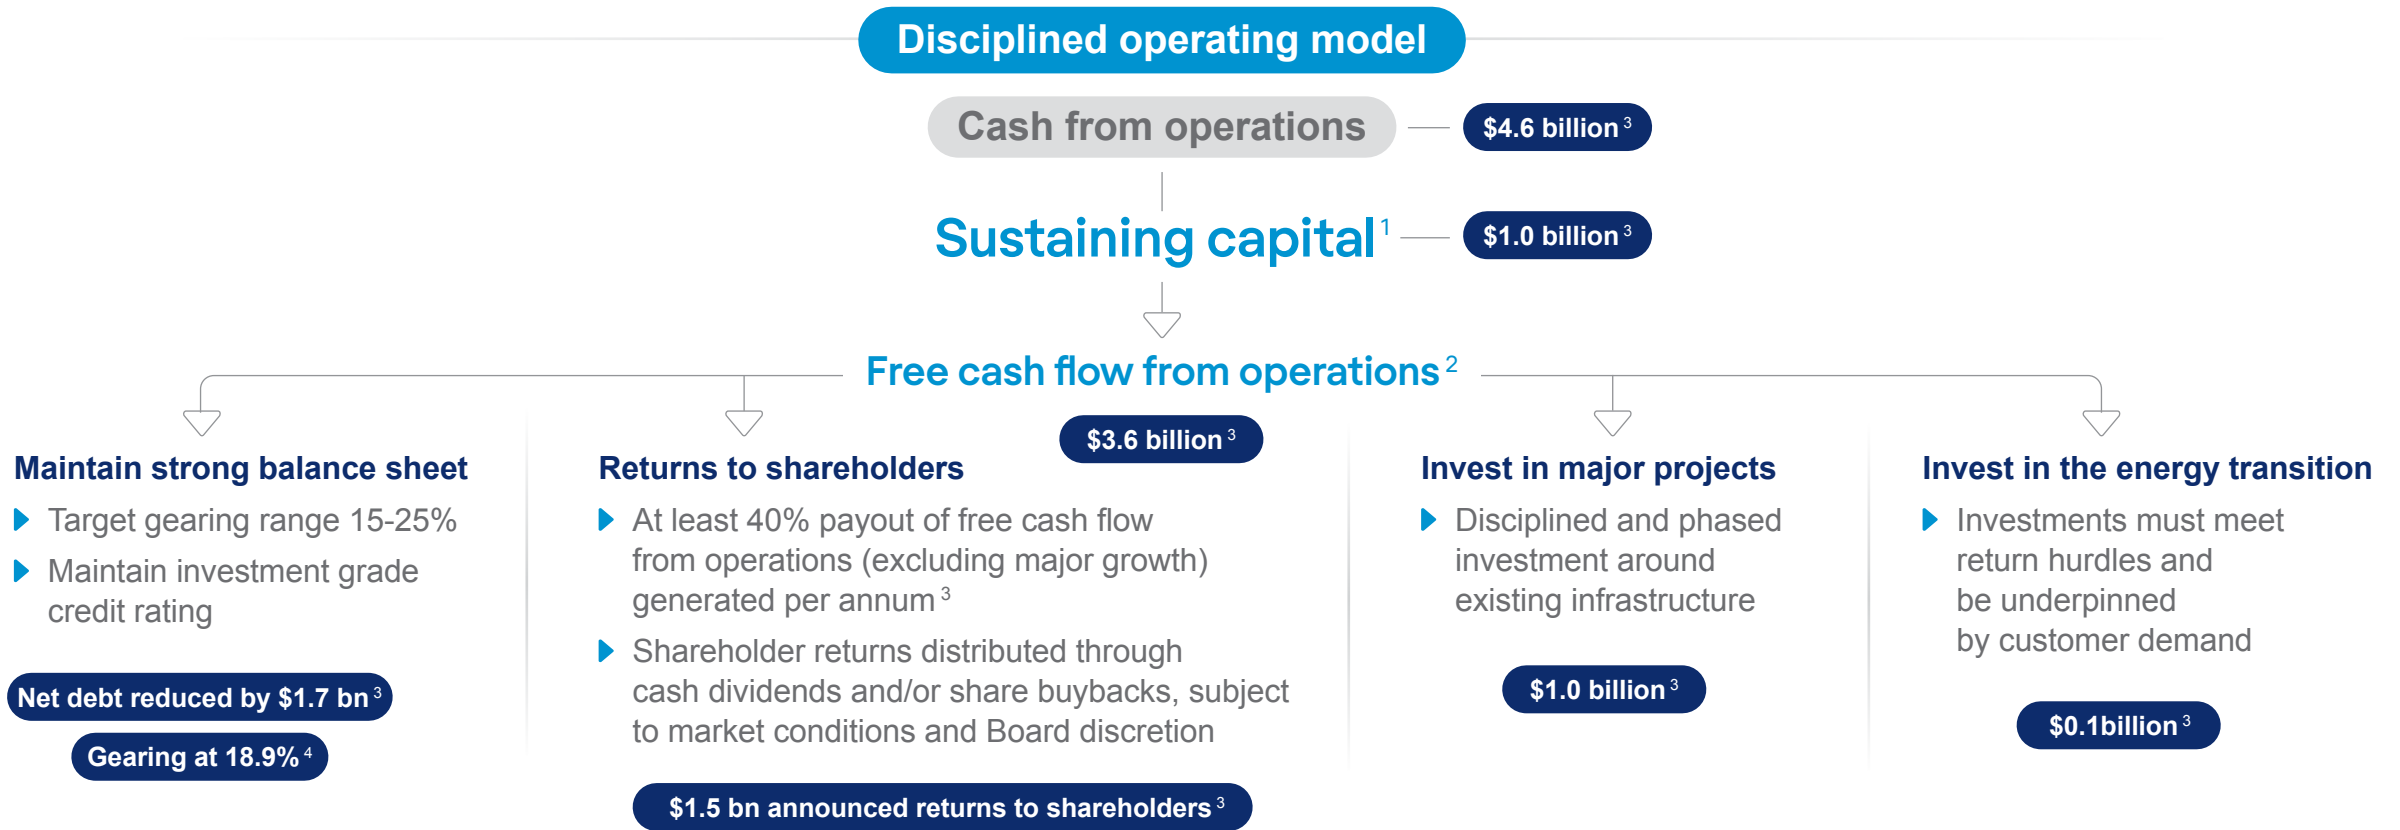 Disciplined operating model
Cash from operations
$4.6 billion 3
Sustaining capital 1
$1.0 billion 3
Free cash flow from operations 2
$3.6 billion 3
Maintain strong balance sheet
Target gearing range 15-25%
Maintain investment grade
credit rating
Net debt reduced by $1.7 bn 3
Gearing at 18.9% 4
Returns to shareholders
At least 40% payout of free cash flow
from operations (excluding major growth)
generated per annum 3
Shareholder returns distributed through
cash dividends and/or share buybacks, subject
to market conditions and Board discretion
$1.5 bn announced returns to shareholders 3
Invest in major projects
Disciplined and phased
investment around
existing infrastructure
$1.0 billion 3
Invest in the energy transition
Investments must meet
return hurdles and
be underpinned
by customer demand
$0.1billion 3